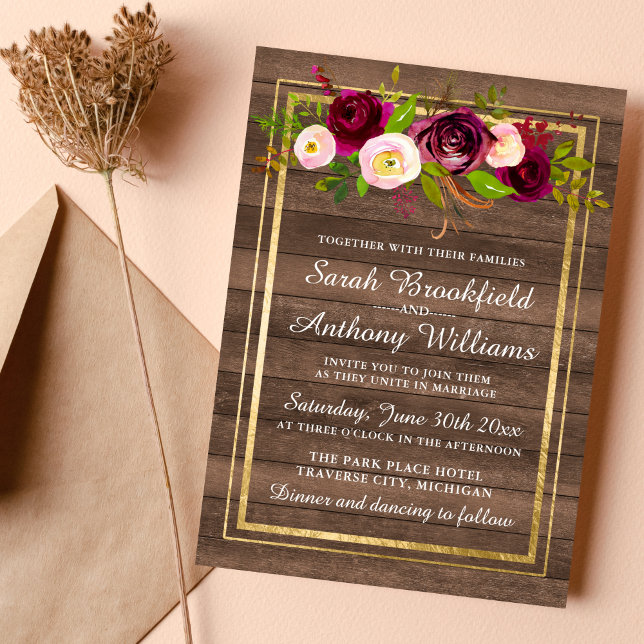 TOGETHER WITH THEIR FAMILIES
Sarah Brookfield
------AND------
Anthony Williams
INVITE YOU TO JOIN THEM
AS THEY UNITE IN MARRIAGE
Saturday, June 30th 20xx
AT THREE O'CLOCK IN THE AFTERNOON
THE PARK PLACE HOTEL
TRAVERSE CITY, MICHIGAN
Dinner and dancing to follow